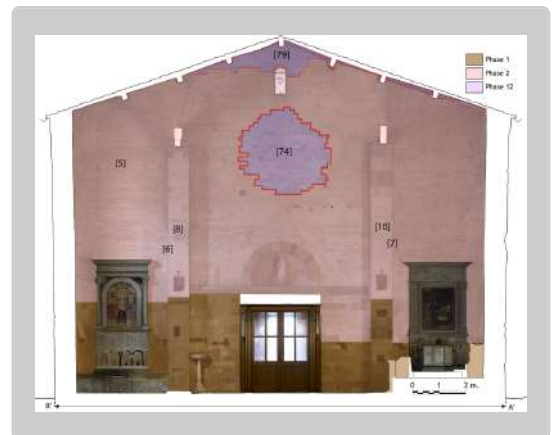 [79]
Phase 1
Phase 2
Phase 12
[74]
[5]
[8]
[10]
[6]
[7]
0 1 2 m.
B' A'